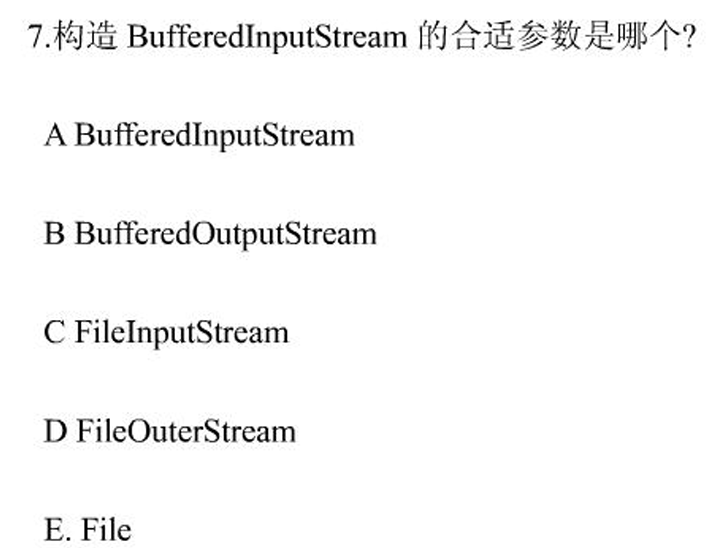 7.构造 BufferedInputStream 的合适参数是哪个?
A BufferedInputStream
B BufferedOutputStream
C FileInputStream
D FileOuterStream
E. File